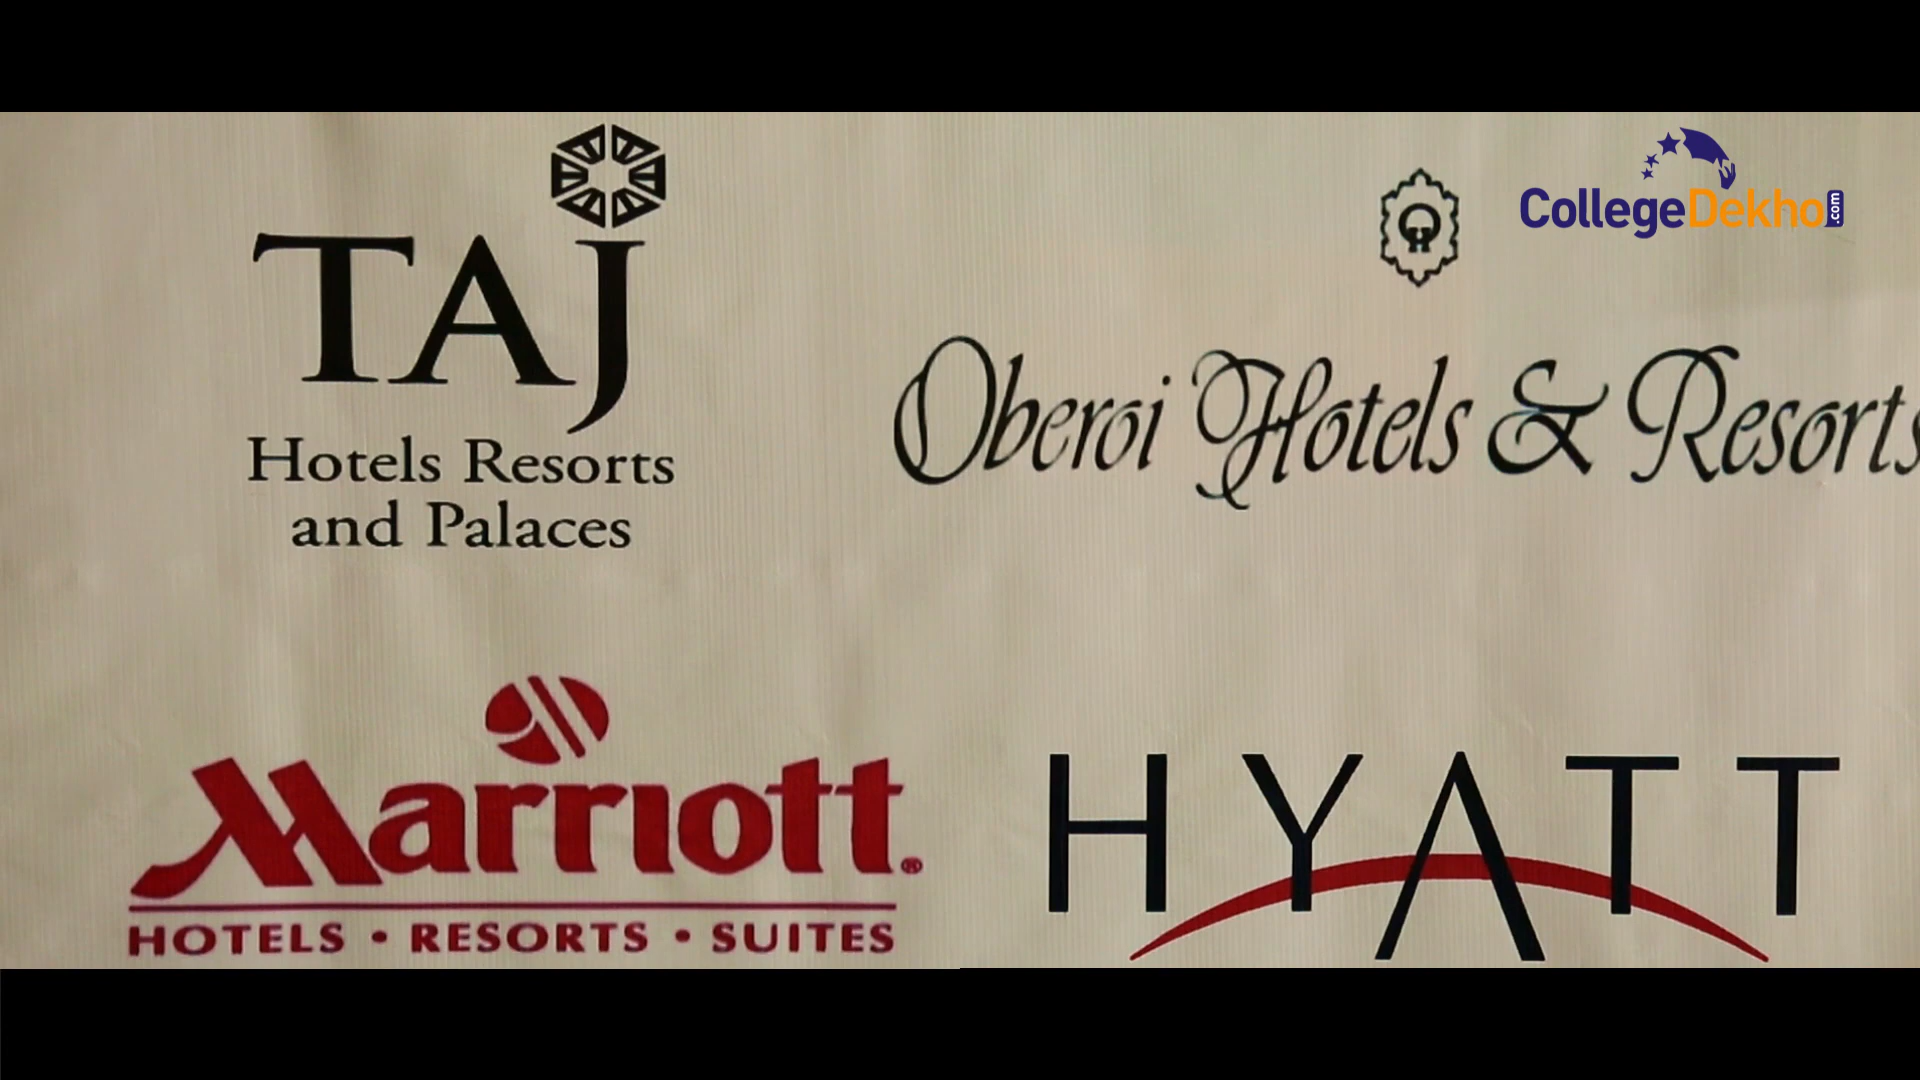 TAJ
Hotels Resorts
and Palaces
CollegeDekho.com
Oberoi Hotels & Resorts
Marriott®
HOTELS • RESORTS • SUITES
HYATT